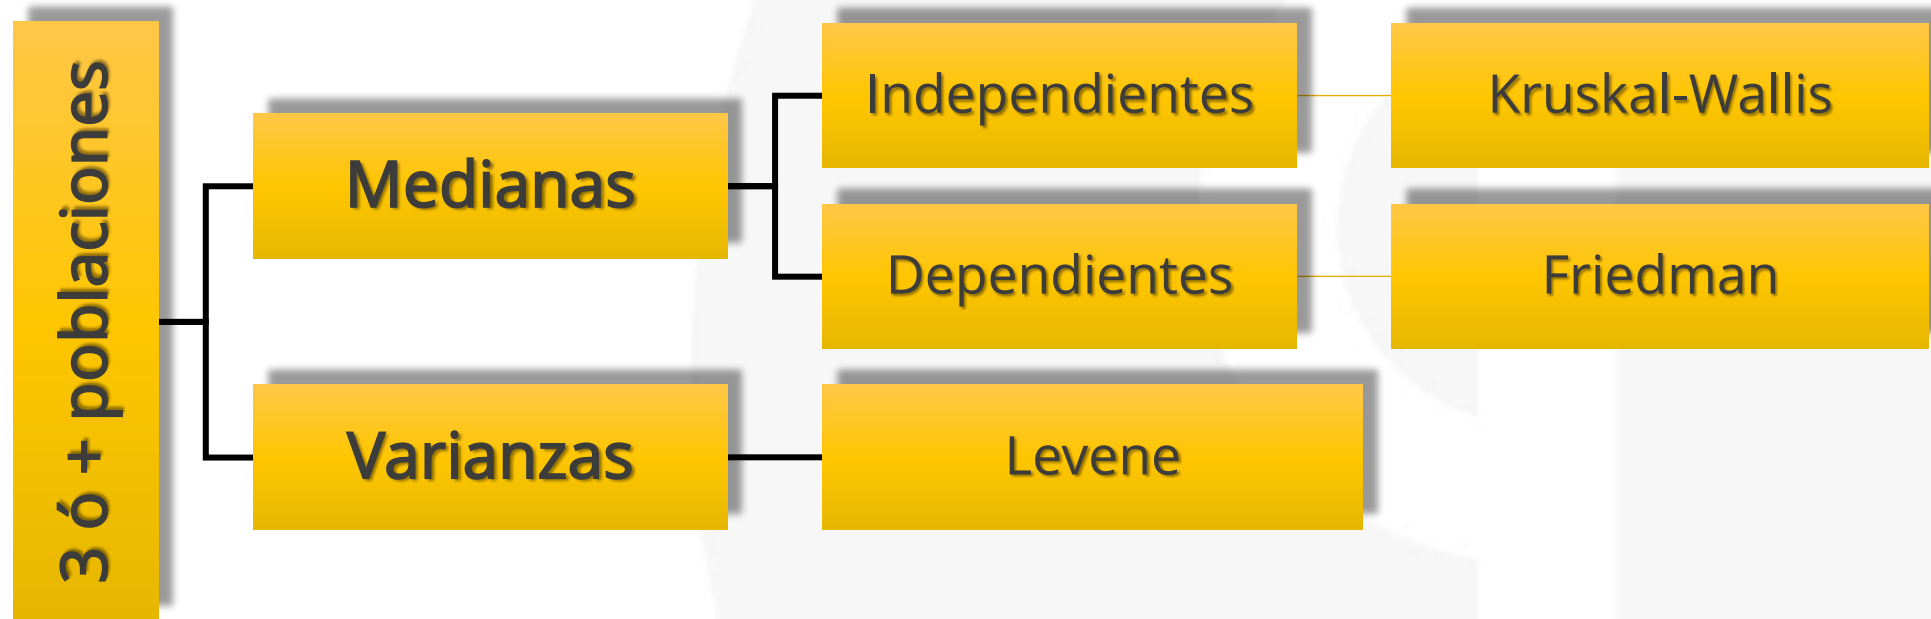 3 ó + poblaciones
Medianas
Independientes
Kruskal-Wallis
Dependientes
Friedman
Varianzas
Levene